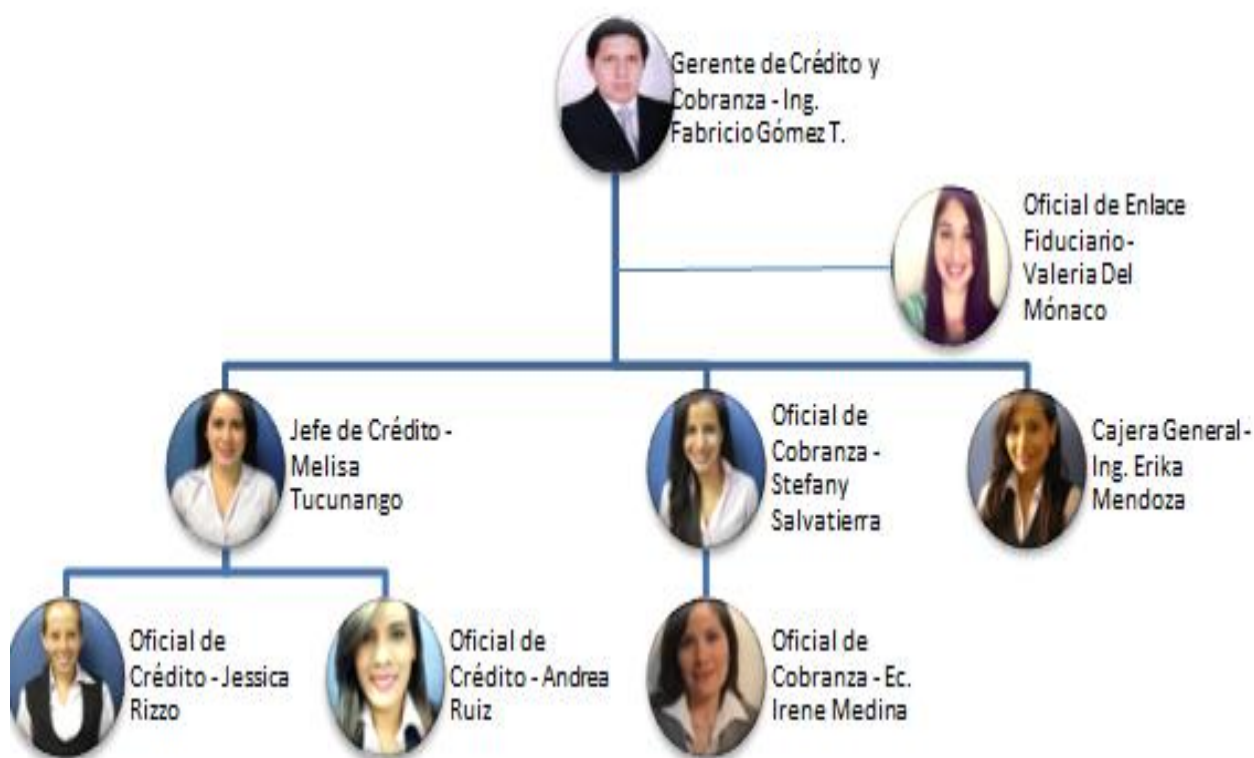 Gerente de Crédito y
Cobranza - Ing.
Fabricio Gómez T.
Oficial de Enlace
Fiduciario -
Valeria Del
Mónaco
Jefe de Crédito -
Melisa
Tucunango
Oficial de
Cobranza -
Stefany
Salvatierra
Cajera General -
Ing. Erika
Mendoza
Oficial de
Crédito - Jessica
Rizzo
Oficial de
Crédito - Andrea
Ruiz
Oficial de
Cobranza - Ec.
Irene Medina